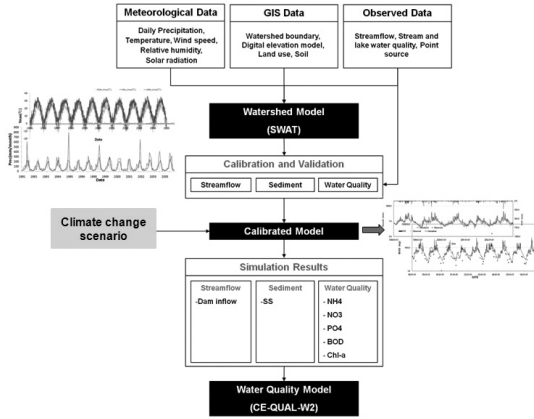 Meteorological Data
Daily Precipitation,
Temperature, Wind speed,
Relative humidity,
Solar radiation
GIS Data
Watershed boundary,
Digital elevation model,
Land use, Soil
Observed Data
Streamflow, Stream and
lake water quality, Point
source
Watershed Model
(SWAT)
Date
Date
Calibration and Validation
Streamflow
Sediment
Water Quality
Climate change
scenario
Calibrated Model
Simulation Results
Streamflow
-Dam inflow
Sediment
-SS
Water Quality
- NH4
- NO3
- PO4
- BOD
- Chl-a
Water Quality Model
(CE-QUAL-W2)